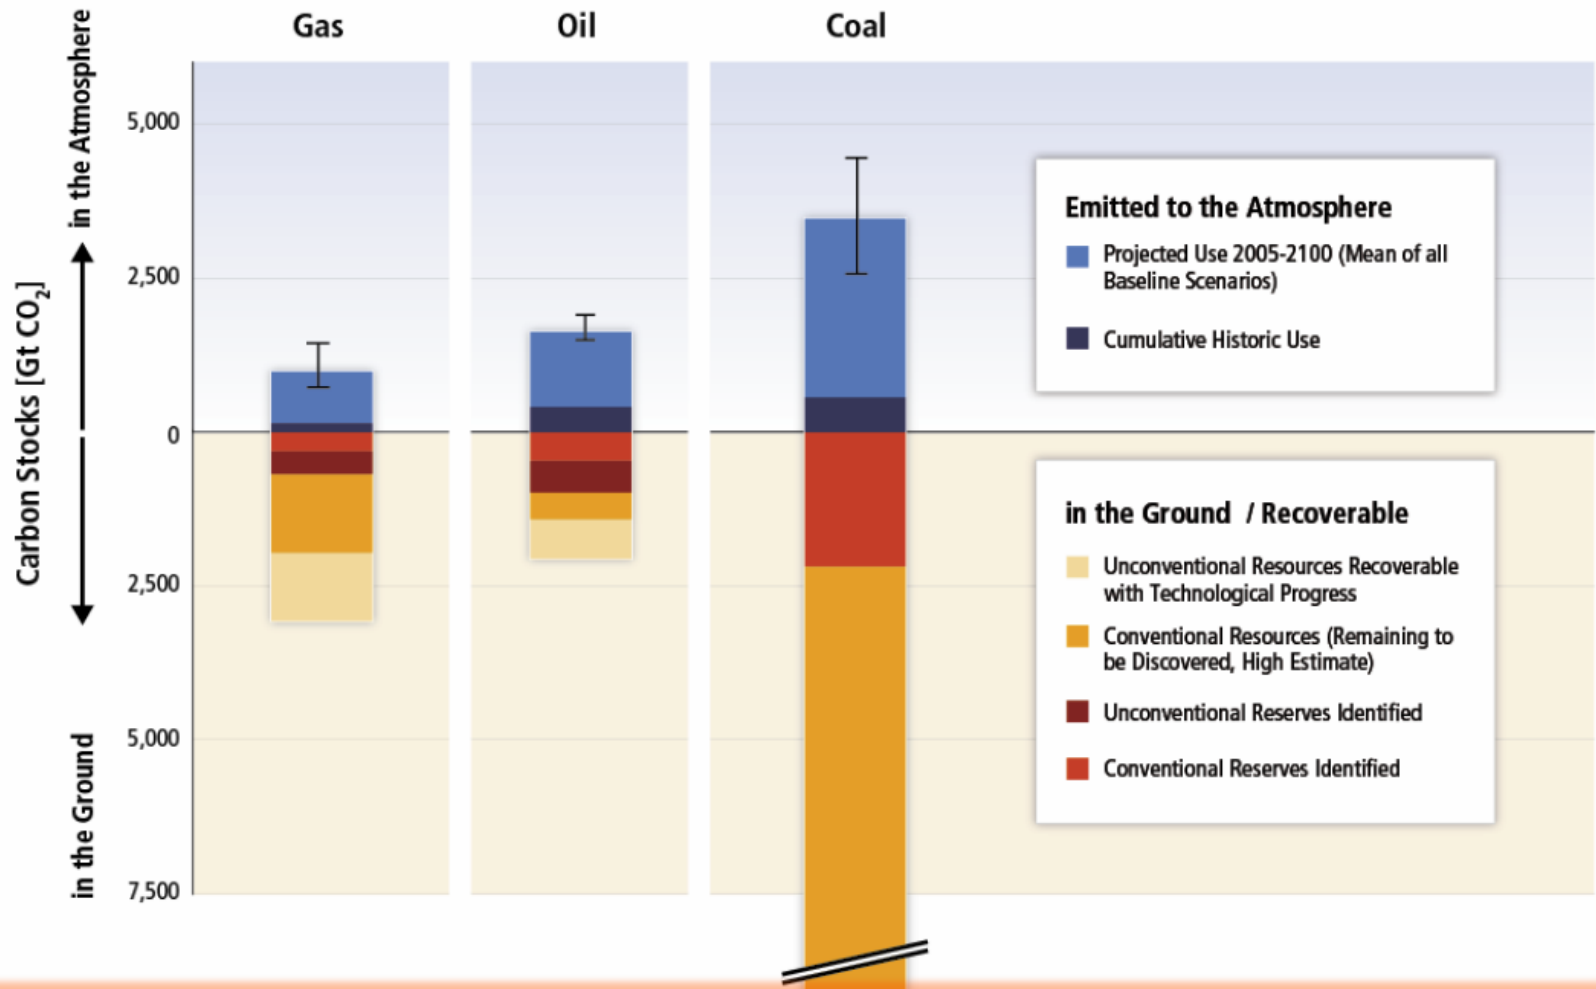 Gas
Oil
Coal
Carbon Stocks [Gt CO2]
in the Atmosphere
in the Ground
5,000
2,500
0
2,500
5,000
7,500
Emitted to the Atmosphere
Projected Use 2005-2100 (Mean of all
Baseline Scenarios)
Cumulative Historic Use
in the Ground / Recoverable
Unconventional Resources Recoverable
with Technological Progress
Conventional Resources (Remaining to
be Discovered, High Estimate)
Unconventional Reserves Identified
Conventional Reserves Identified